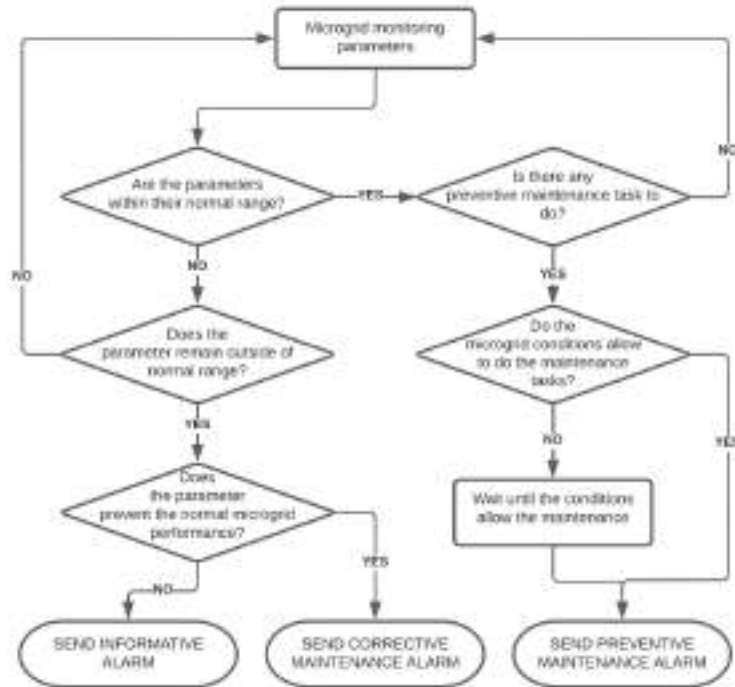 Microgrid monitoring
parameters
Are the parameters
within their normal range?
YES
Is there any
preventive maintenance task to
do?
NO
NO
NO
YES
Does the
parameter remain outside of
normal range?
Do the
microgrid conditions allow
to do the maintenance
tasks?
YES
NO
YES
Does
the parameter
prevent the normal microgrid
performance?
Wait until the conditions
allow the maintenance
YES
NO
SEND INFORMATIVE
ALARM
SEND CORRECTIVE
MAINTENANCE ALARM
SEND PREVENTIVE
MAINTENANCE ALARM